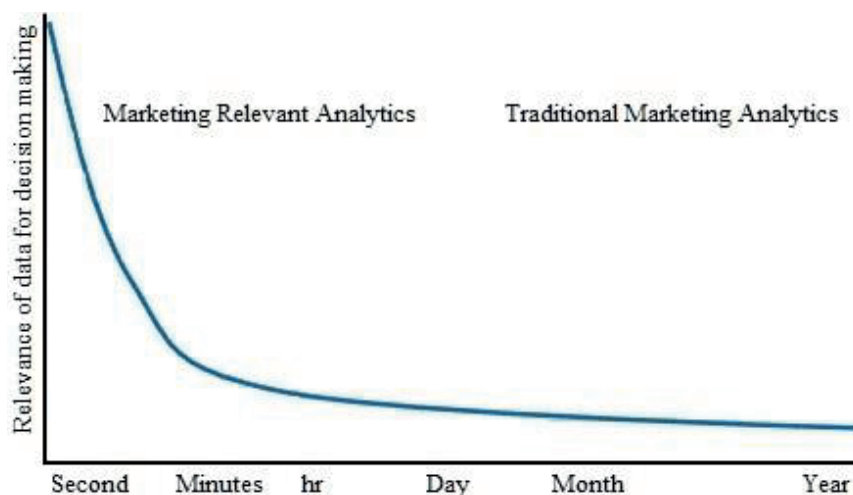 Relevance of data for decision making
Marketing Relevant Analytics
Traditional Marketing Analytics
Second Minutes hr Day Month Year